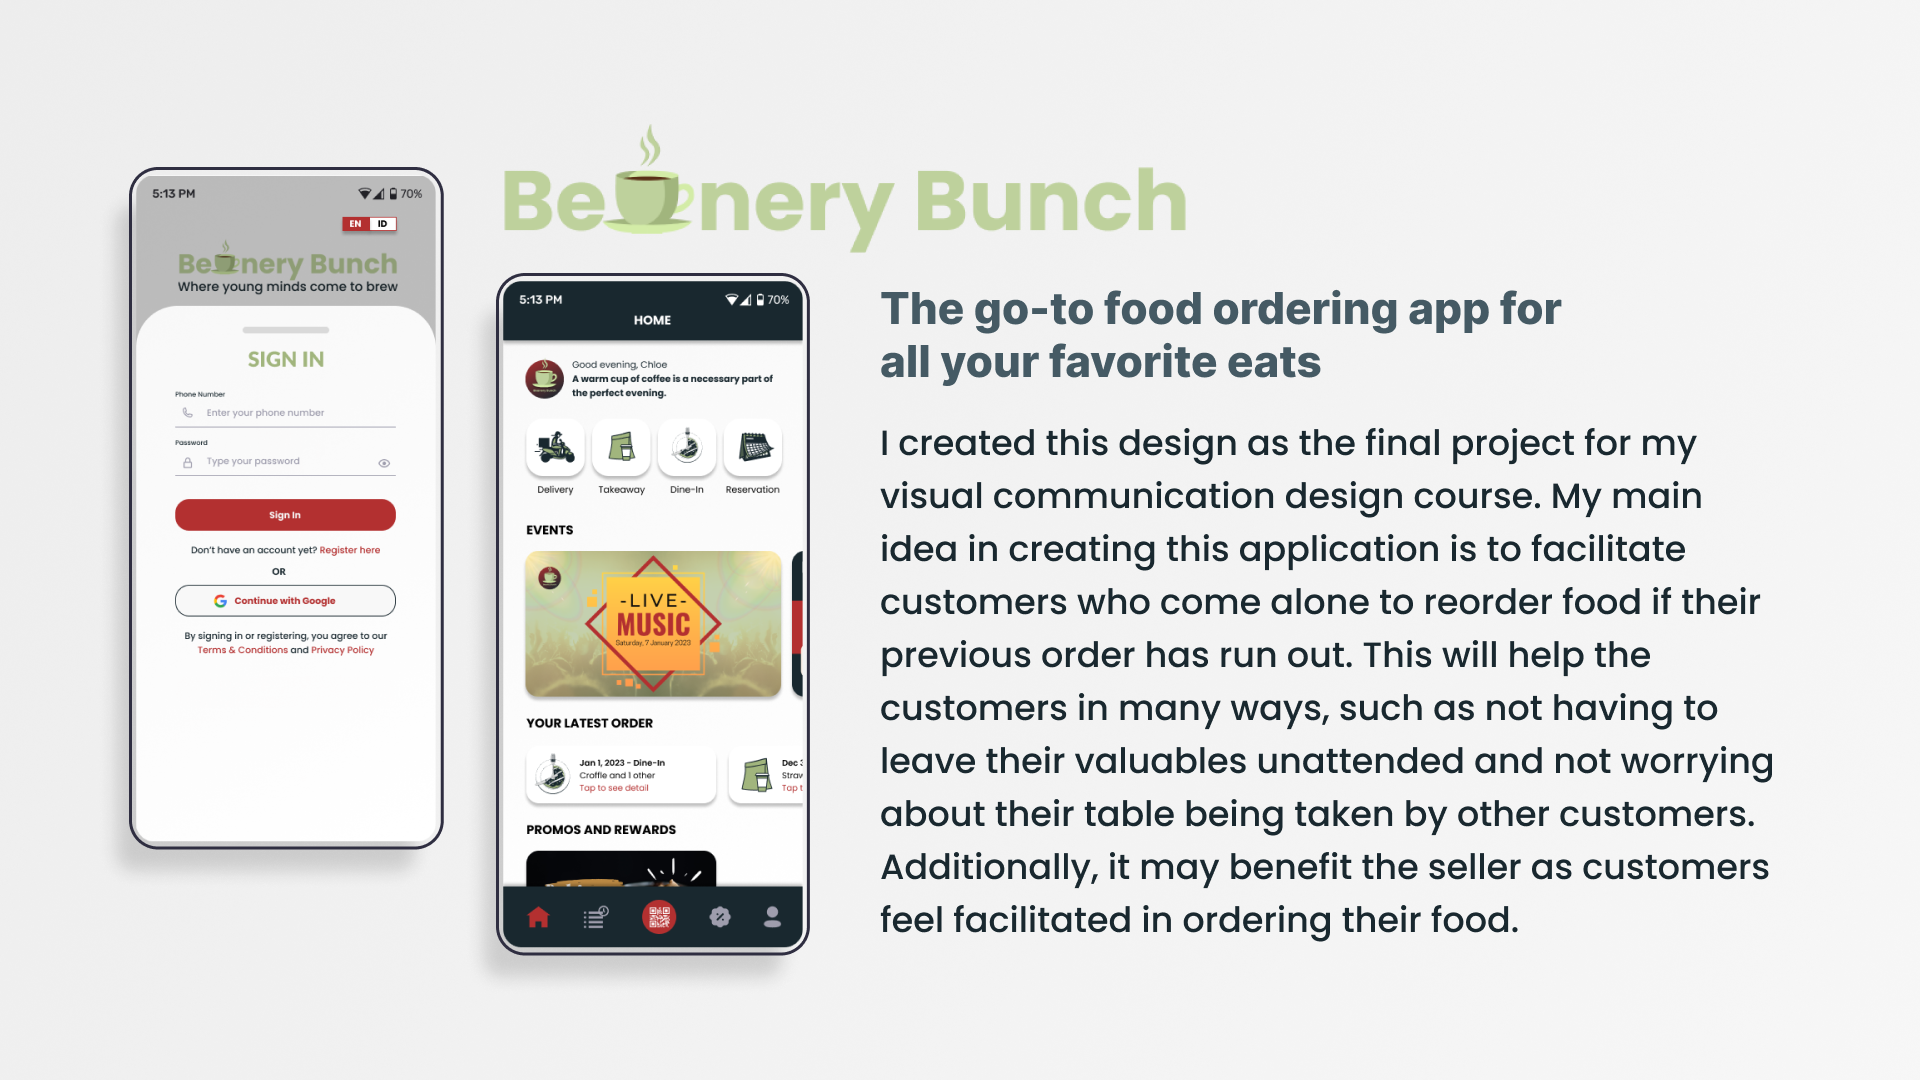 Be nery Bunch
5:13 PM
70%
EN ID
Be nery Bunch
Where young minds come to brew
SIGN IN
Phone Number
Enter your phone number
Password
Type your password
Sign In
Don't have an account yet? Register here
OR
Continue with Google
By signing in or registering, you agree to our
Terms & Conditions and Privacy Policy
5:13 PM
70%
HOME
Good evening, Chloe
A warm cup of coffee is a necessary part of
the perfect evening.
Delivery
Takeaway
Dine-In
Reservation
EVENTS
-LIVE-
MUSIC
Saturday, 7 January 2023
YOUR LATEST ORDER
Jan 1, 2023 - Dine-In
Croffle and 1 other
Tap to see detail
Dec
Tap
PROMOS AND REWARDS
The go-to food ordering app for
all your favorite eats
I created this design as the final project for my
visual communication design course. My main
idea in creating this application is to facilitate
customers who come alone to reorder food if their
previous order has run out. This will help the
customers in many ways, such as not having to
leave their valuables unattended and not worrying
about their table being taken by other customers.
Additionally, it may benefit the seller as customers
feel facilitated in ordering their food.